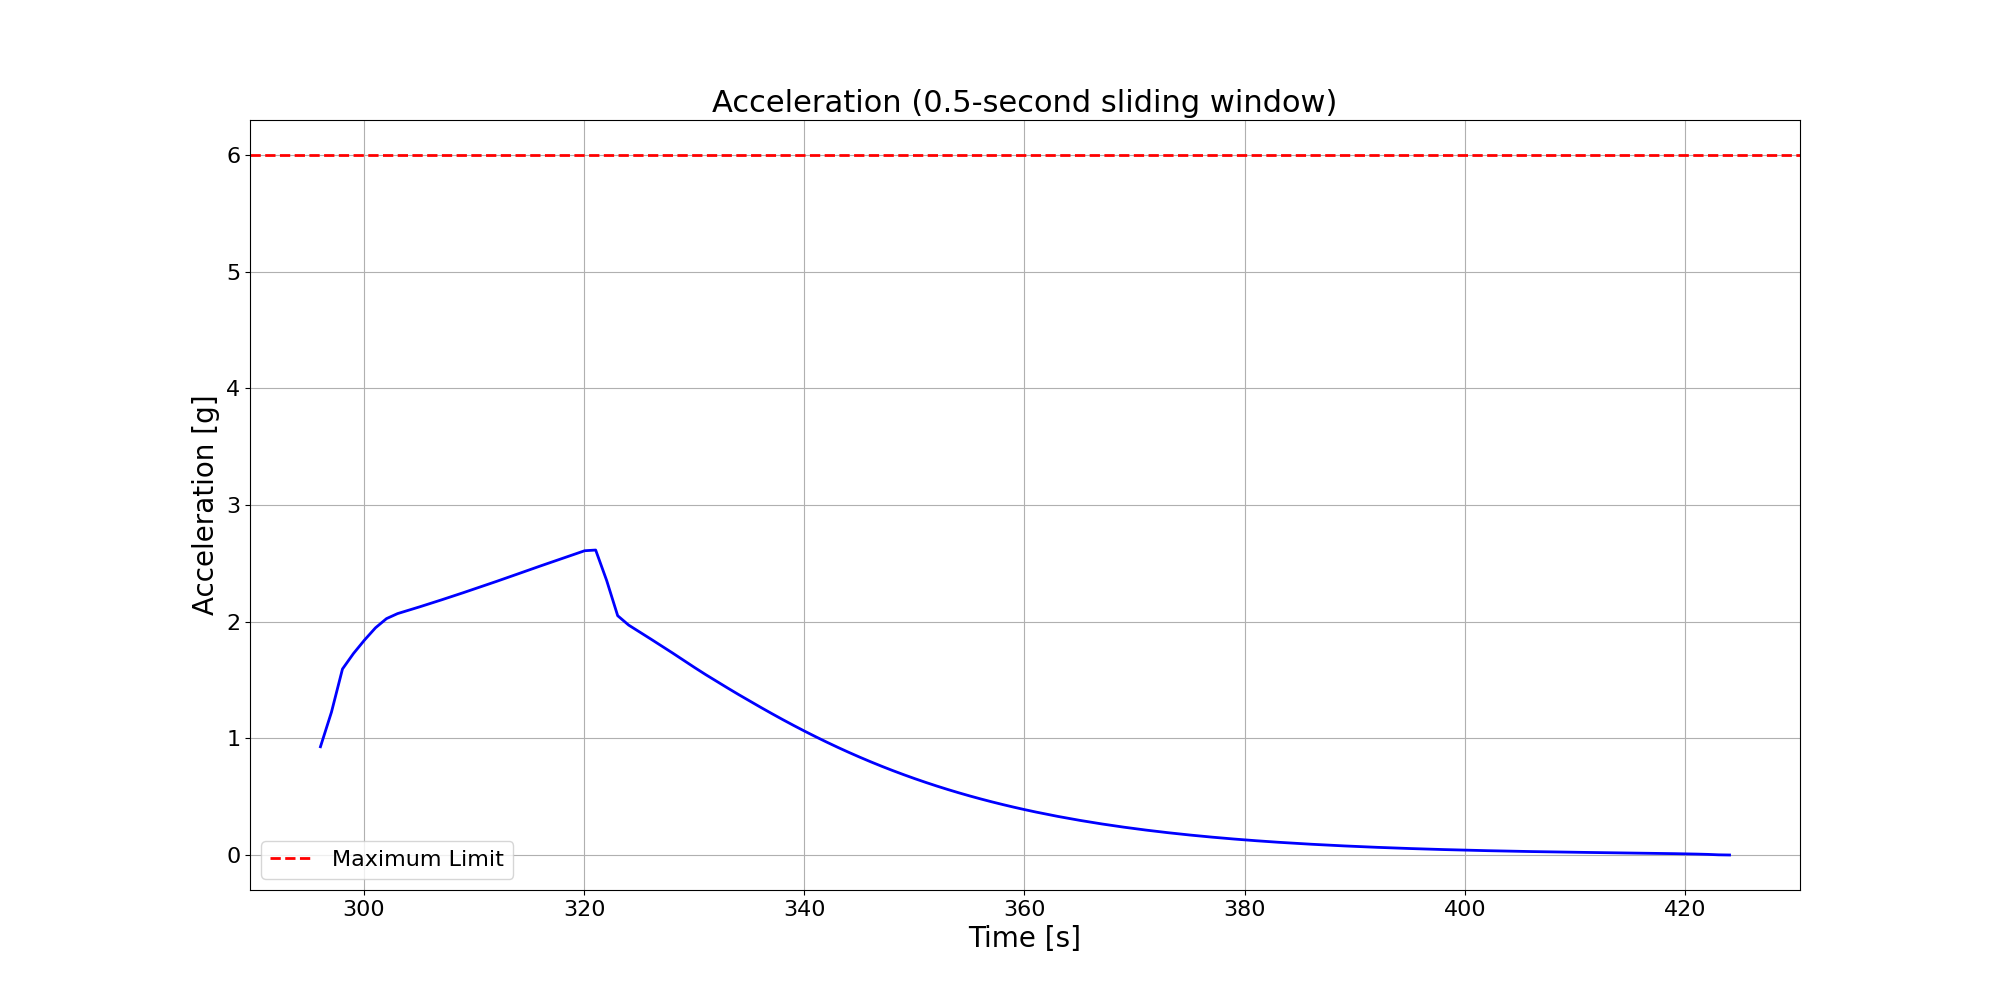 Acceleration (0.5-second sliding window)
6
5
4
3
2
1
0
Acceleration [g]
Maximum Limit
300 320 340 360 380 400 420
Time [s]